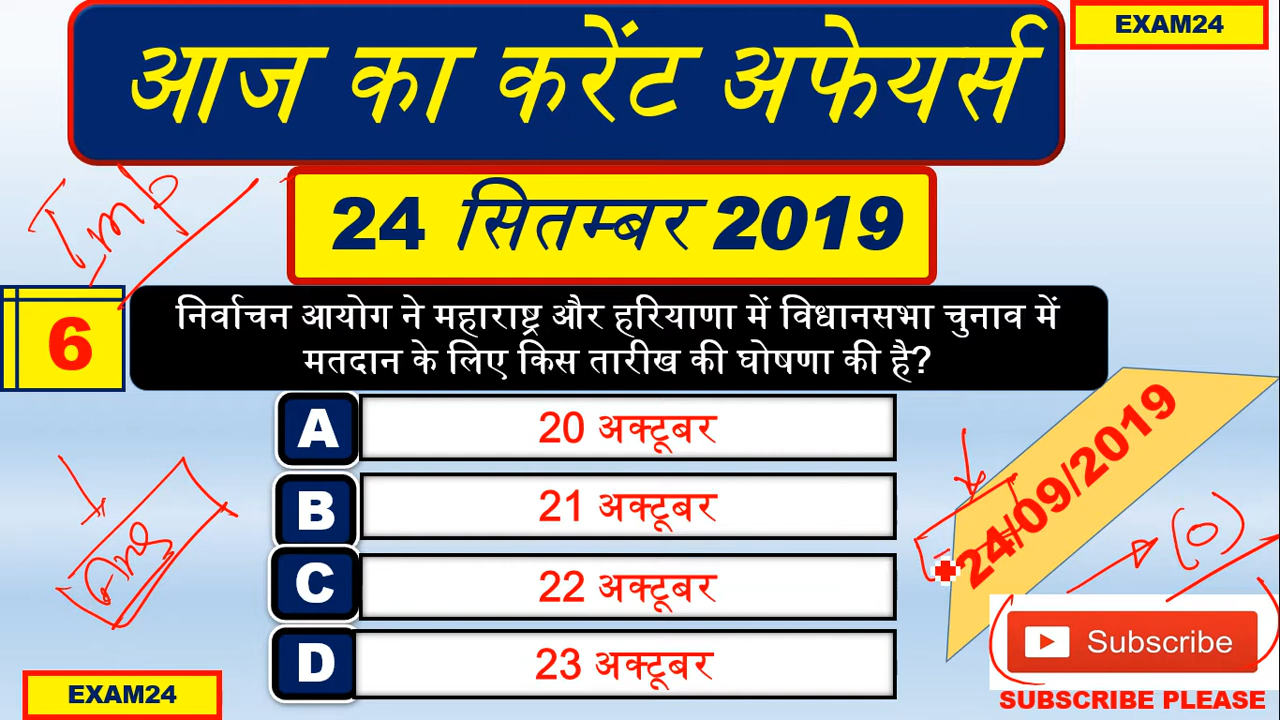 आज का करेंट अफेयर्स
EXAM24
Imp
24 सितम्बर 2019
6
निर्वाचन आयोग ने महाराष्ट्र और हरियाणा में विधानसभा चुनाव में
मतदान के लिए किस तारीख की घोषणा की है?
A 20 अक्टूबर
B 21 अक्टूबर
C 22 अक्टूबर
D 23 अक्टूबर
Ans
24/09/2019
(0)
Subscribe
SUBSCRIBE PLEASE
EXAM24